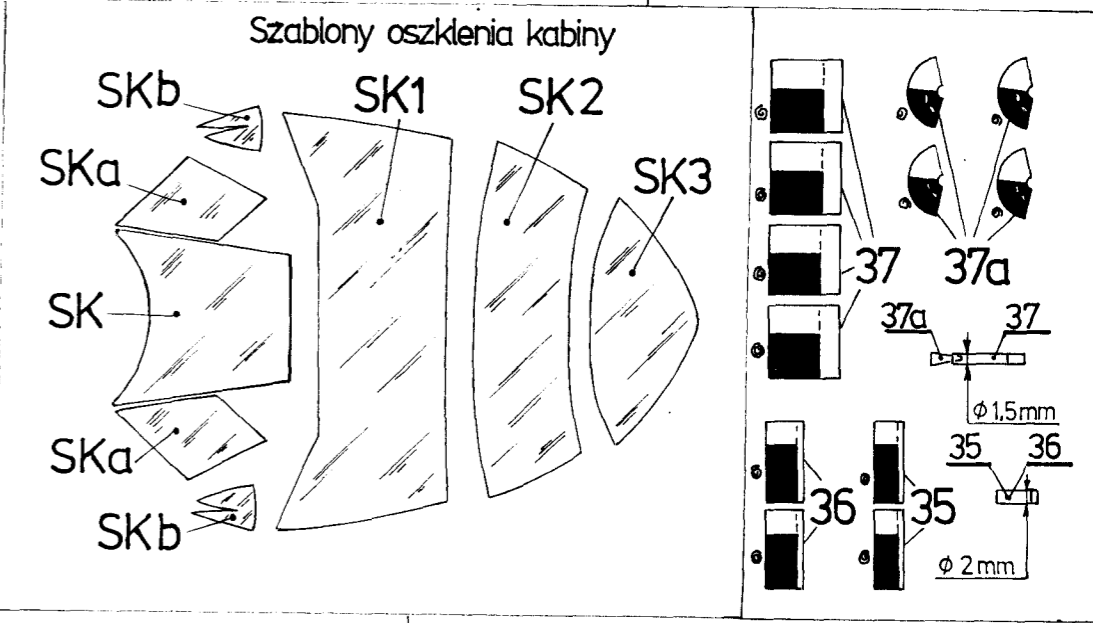 Szablony oszklenia kabiny
SKb
SK1
SK2
SKa
SK3
SK
SKa
SKb
37
37a
37a
37
ϕ 1,5mm
36
35
35
36
ϕ 2mm